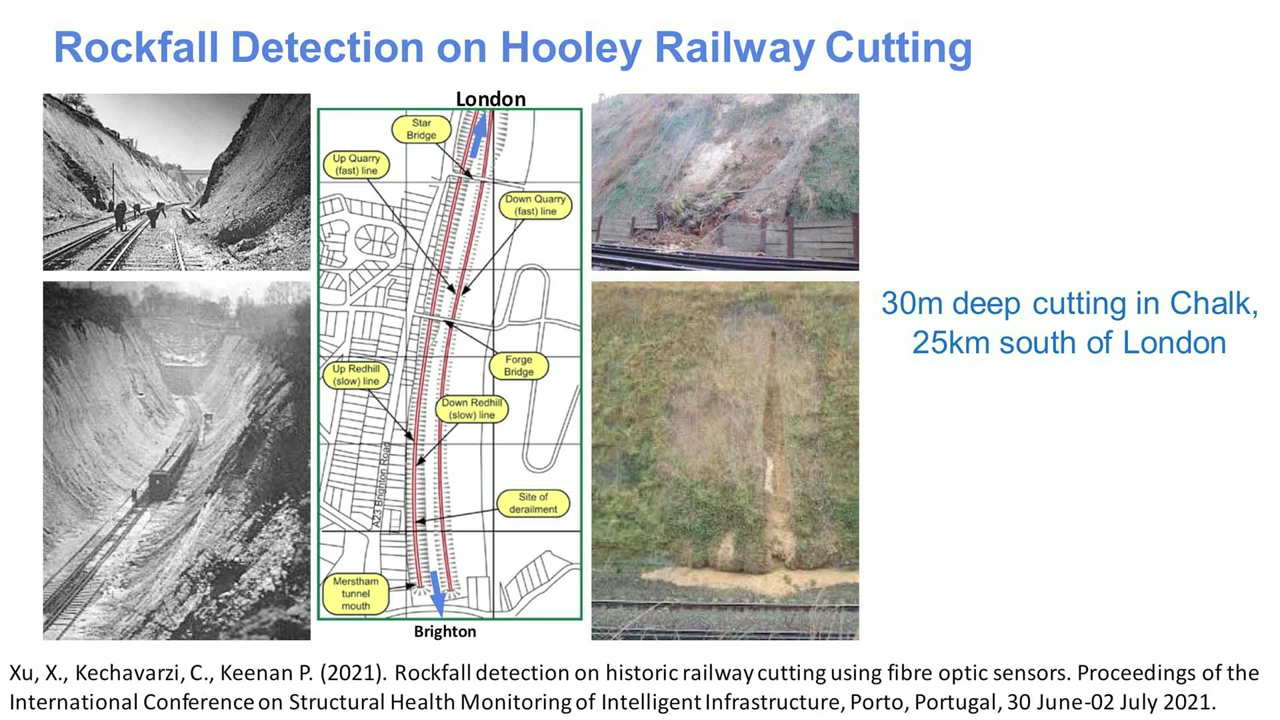 Rockfall Detection on Hooley Railway Cutting
London
Star
Bridge
Up Quarry
(fast) line
Down Quarry
(fast) line
Forge
Bridge
Up Redhill
(slow) line
Down Redhill
(slow) line
A23 Brighton Road
Site of
derailment
Merstham
tunnel
mouth
Brighton
30m deep cutting in Chalk,
25km south of London
Xu, X., Kechavarzi, C., Keenan P. (2021). Rockfall detection on historic railway cutting using fibre optic sensors. Proceedings of the
International Conference on Structural Health Monitoring of Intelligent Infrastructure, Porto, Portugal, 30 June-02 July 2021.